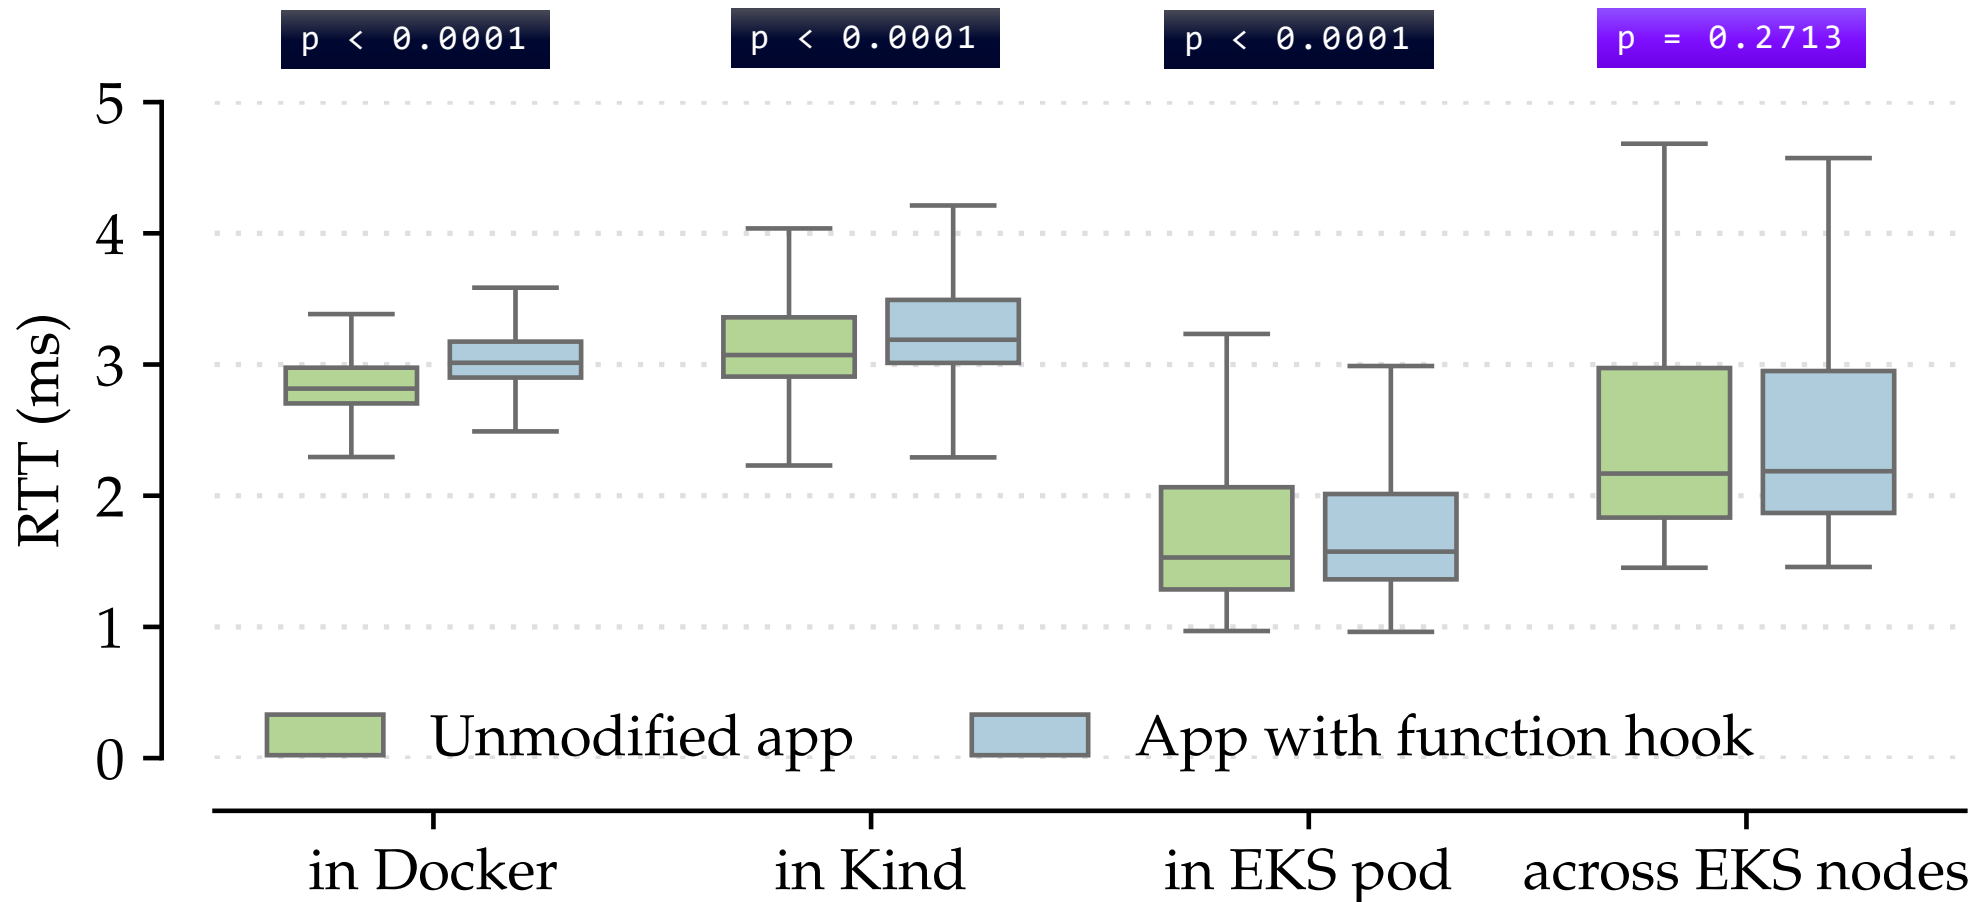 p < 0.0001
p < 0.0001
p < 0.0001
p = 0.2713
RTT (ms)
5
4
3
2
1
0
Unmodified app
App with function hook
in Docker
in Kind
in EKS pod
across EKS nodes